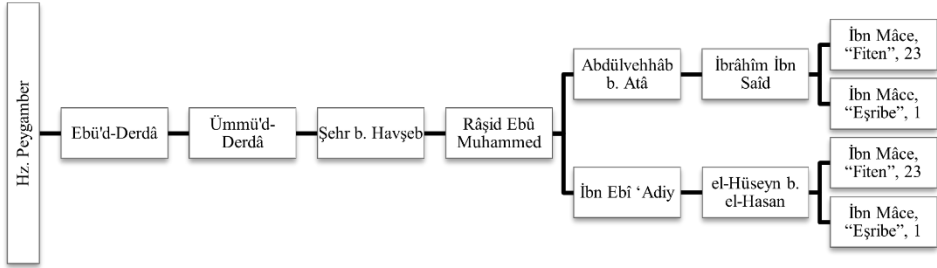 Hz. Peygamber
Ebü'd-Derdâ
Ümmü'd-
Derdâ
Şehr b. Havşeb
Râşid Ebû
Muhammed
Abdülvehhâb
b. Atâ
İbrâhîm İbn
Saîd
İbn Mâce,
“Fiten”, 23
İbn Mâce,
“Eşribe”, 1
İbn Ebî ‘Adiy
el-Hüseyn b.
el-Hasan
İbn Mâce,
“Fiten”, 23
İbn Mâce,
“Eşribe”, 1